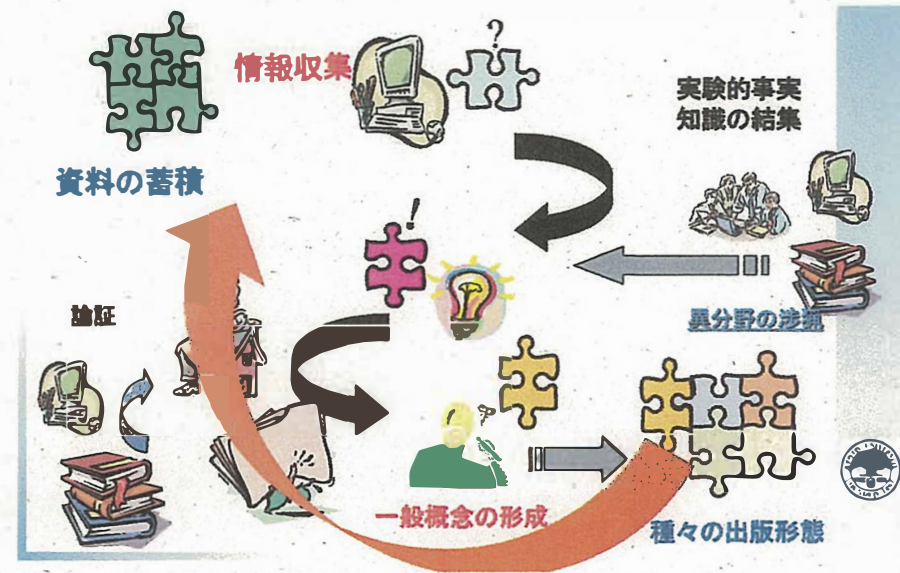 情報収集
?
実験的事実
知識の結集
資料の蓄積
!
論証
異分野の渉猟
?
一般概念の形成
種々の出版形態